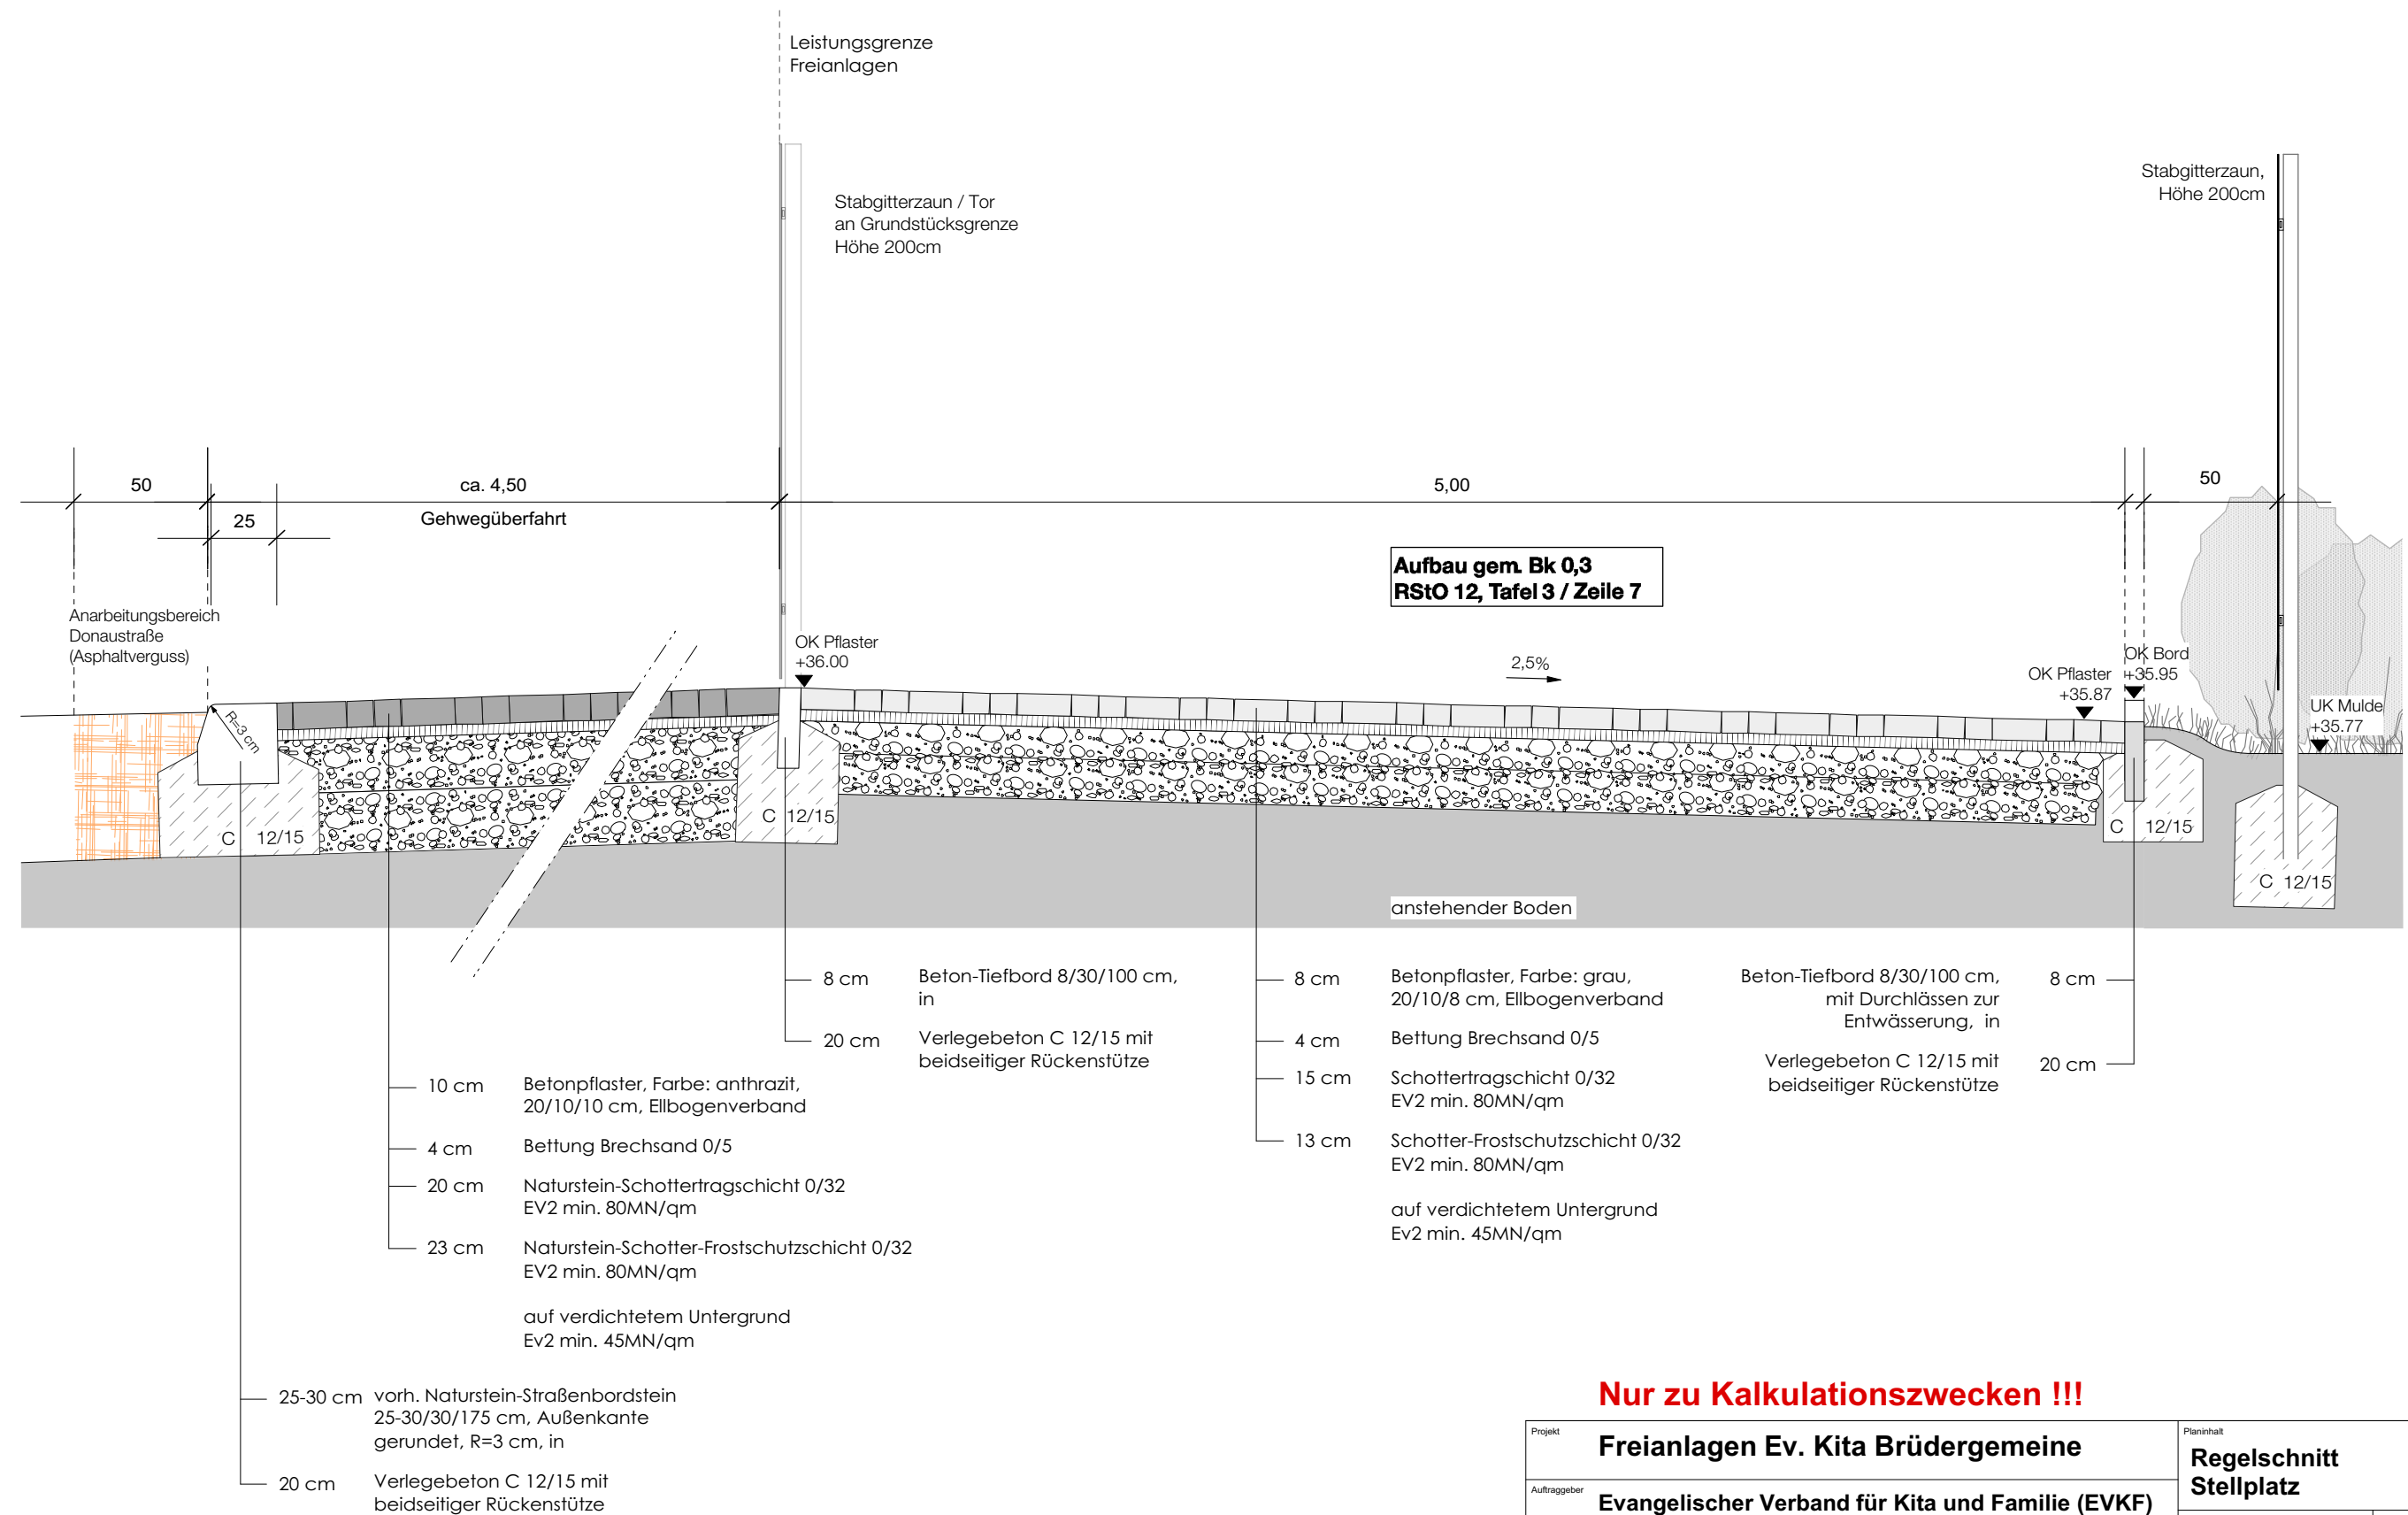 Leistungsgrenze
Freianlagen
Stabgitterzaun / Tor
an Grundstücksgrenze
Höhe 200cm
Stabgitterzaun,
Höhe 200cm
50
ca. 4,50
5,00
50
25
Gehwegüberfahrt
Aufbau gem. Bk 0,3
RStO 12, Tafel 3 / Zeile 7
Anarbeitungsbereich
Donaustraße
(Asphaltverguss)
OK Pflaster
+36.00
2,5%
OK Pflaster
+35.87
OK Bord
+35.95
UK Mulde
+35.77
R=3 cm
C 12/15
C 12/15
C 12/15
C 12/15
anstehender Boden
8 cm Beton-Tiefbord 8/30/100 cm,
in
20 cm Verlegebeton C 12/15 mit
beidseitiger Rückenstütze
8 cm Betonpflaster, Farbe: grau,
20/10/8 cm, Ellbogenverband
4 cm Bettung Brechsand 0/5
15 cm Schottertragschicht 0/32
EV2 min. 80MN/qm
13 cm Schotter-Frostschutzschicht 0/32
EV2 min. 80MN/qm
auf verdichtetem Untergrund
Ev2 min. 45MN/qm
Beton-Tiefbord 8/30/100 cm, 8 cm
mit Durchlässen zur
Entwässerung, in
Verlegebeton C 12/15 mit 20 cm
beidseitiger Rückenstütze
10 cm Betonpflaster, Farbe: anthrazit,
20/10/10 cm, Ellbogenverband
4 cm Bettung Brechsand 0/5
20 cm Naturstein-Schottertragschicht 0/32
EV2 min. 80MN/qm
23 cm Naturstein-Schotter-Frostschutzschicht 0/32
EV2 min. 80MN/qm
auf verdichtetem Untergrund
Ev2 min. 45MN/qm
25-30 cm vorh. Naturstein-Straßenbordstein
25-30/30/175 cm, Außenkante
gerundet, R=3 cm, in
20 cm Verlegebeton C 12/15 mit
beidseitiger Rückenstütze
Nur zu Kalkulationszwecken !!!
Projekt
Freianlagen Ev. Kita Brüdergemeine
Auftraggeber
Evangelischer Verband für Kita und Familie (EVKF)
Planinhalt
Regelschnitt
Stellplatz